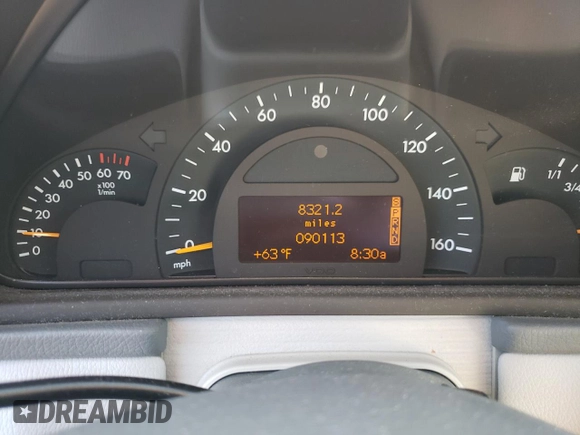 80
60 100
40 120
20 140
0 160
mph
10 20 30 40 50 60 70
0
x100
1/min
1/1
3/4
8321.2
miles
090113
+63°F 8:30a
S
P
R
N
D
DREAMBID